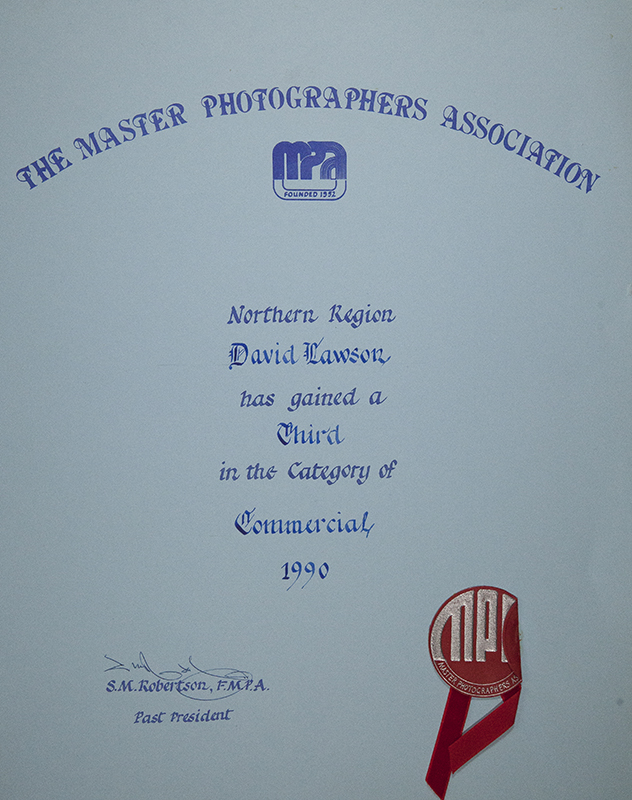 THE MASTER PHOTOGRAPHERS ASSOCIATION
MPA
FOUNDED 1952
Northern Region
David Lawson
has gained a
Third
in the Category of
Commercial
1990
S.M. Robertson, F.M.P.A.
Past President
MP
MASTER PHOTOGRAPHERS AS